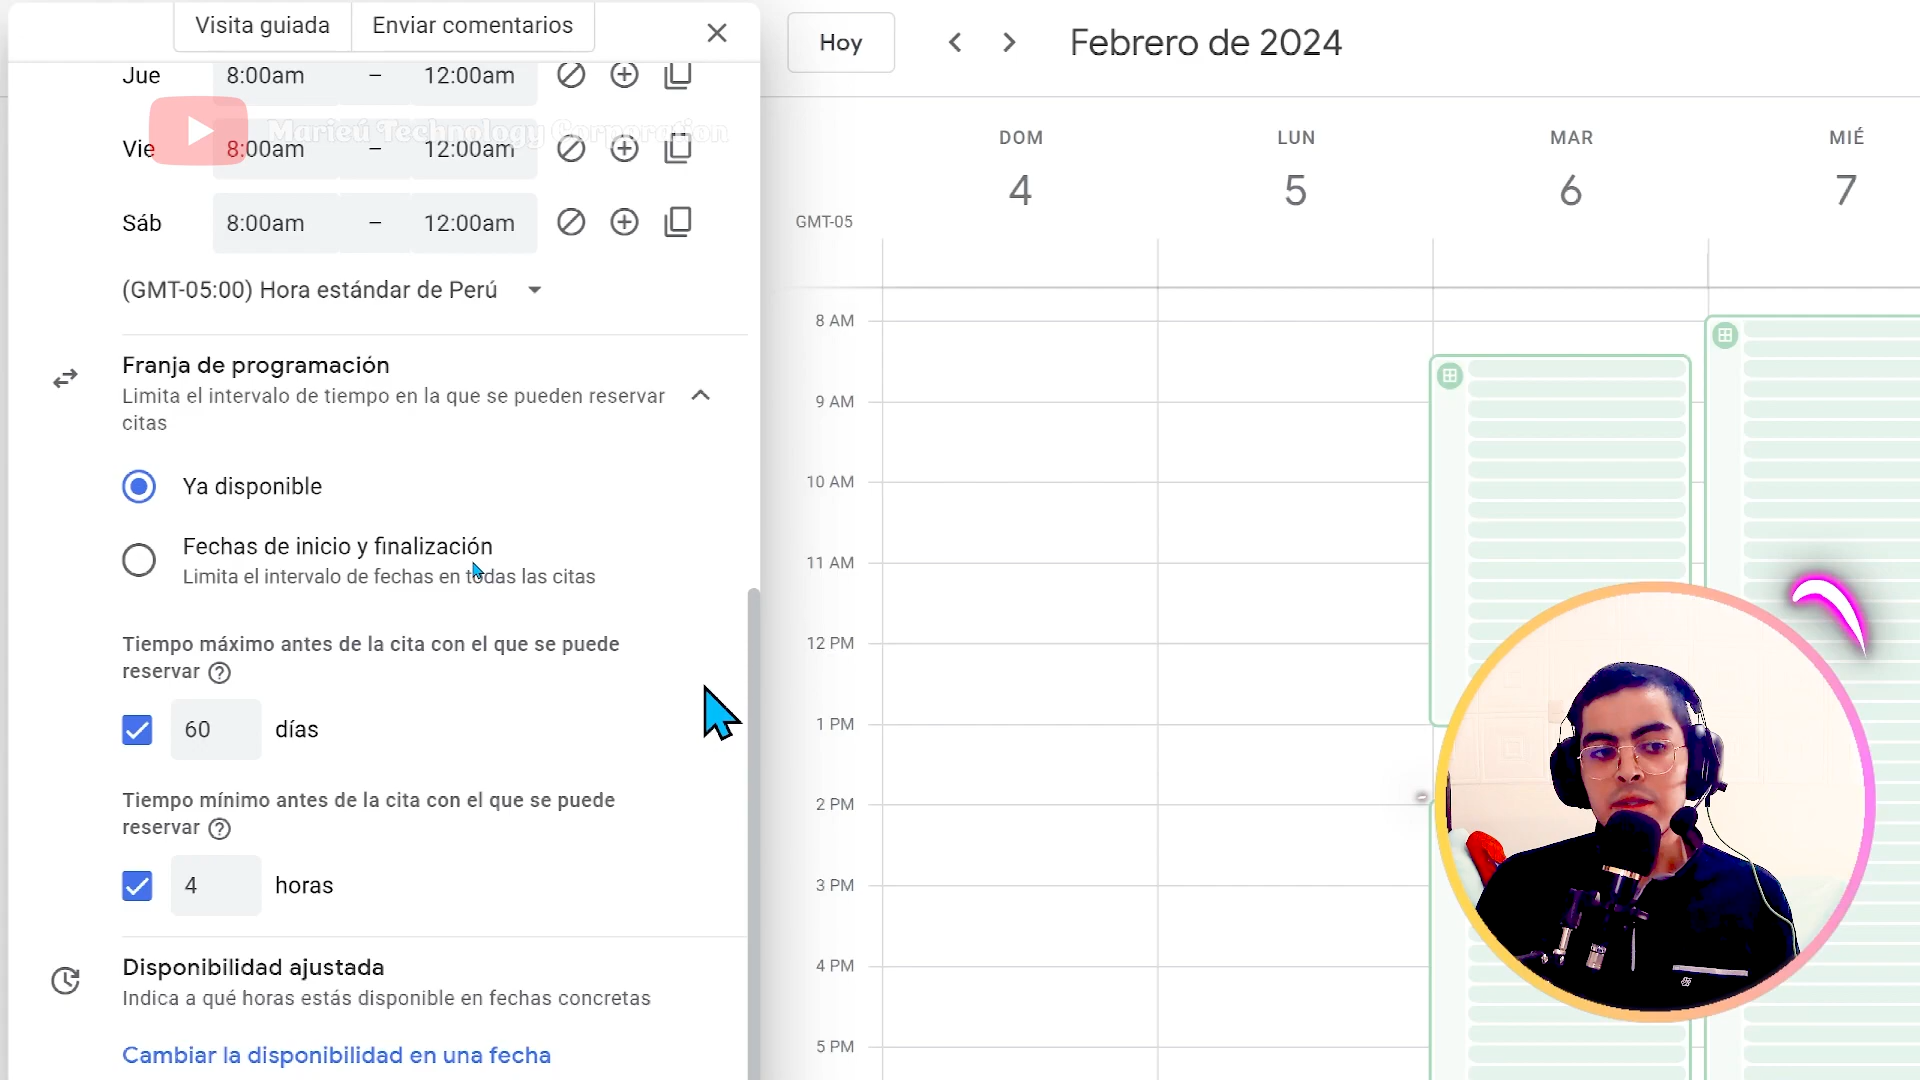 Visita guiada
Enviar comentarios
Jue 8:00am – 12:00am
Marieú Technology Corporation
Vie 8:00am – 12:00am
Sáb 8:00am – 12:00am
(GMT-05:00) Hora estándar de Perú
Franja de programación
Limita el intervalo de tiempo en la que se pueden reservar
citas
Ya disponible
Fechas de inicio y finalización
Limita el intervalo de fechas en todas las citas
Tiempo máximo antes de la cita con el que se puede
reservar
60 días
Tiempo mínimo antes de la cita con el que se puede
reservar
4 horas
Disponibilidad ajustada
Indica a qué horas estás disponible en fechas concretas
Cambiar la disponibilidad en una fecha
Hoy
Febrero de 2024
DOM LUN MAR MIÉ
4 5 6 7
GMT-05
8 AM
9 AM
10 AM
11 AM
12 PM
1 PM
2 PM
3 PM
4 PM
5 PM